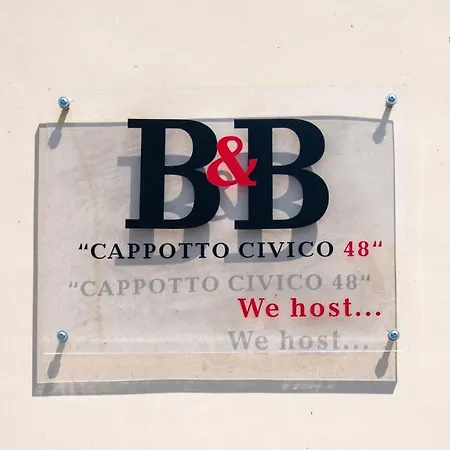 B&B
“CAPPOTTO CIVICO 48“
We host...